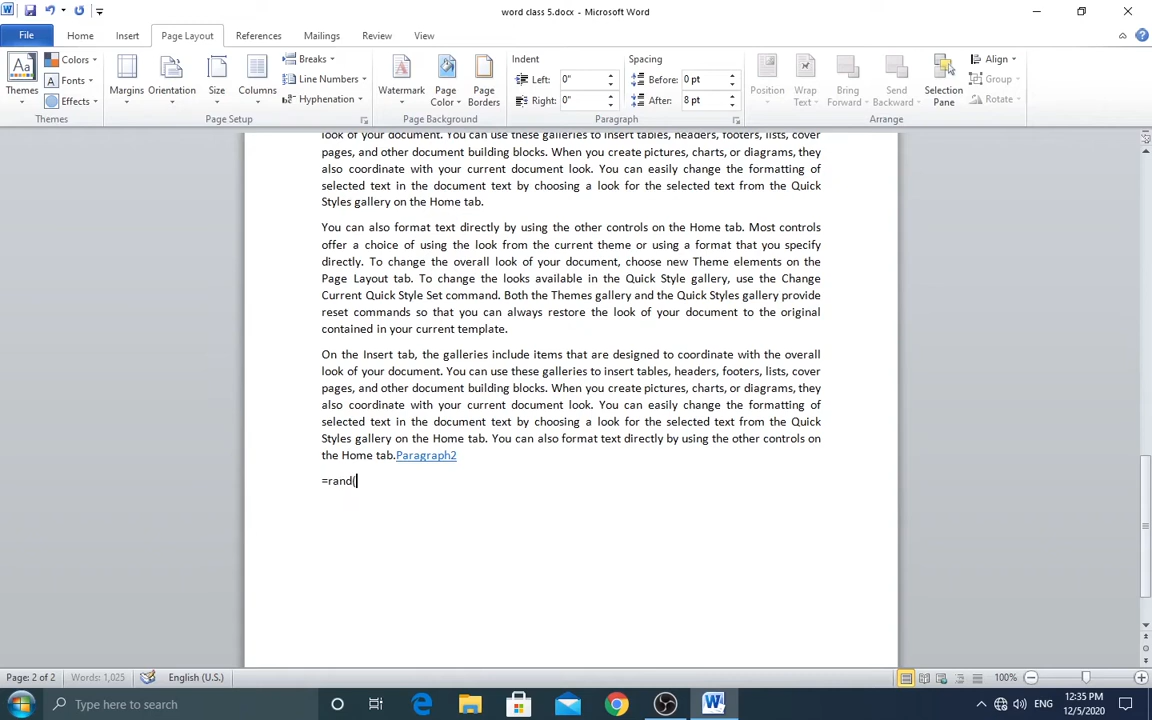 word class 5.docx - Microsoft Word
File Home Insert Page Layout References Mailings Review View
Themes
Colors
Fonts
Effects
Themes
Margins Orientation Size Columns
Breaks
Line Numbers
Hyphenation
Page Setup
Watermark Page Color Page Borders
Page Background
Indent
Left: 0"
Right: 0"
Spacing
Before: 0 pt
After: 8 pt
Paragraph
Position Wrap Text Bring Forward Send Backward Selection Pane
Align
Group
Rotate
Arrange
look of your document. You can use these galleries to insert tables, headers, footers, lists, cover
pages, and other document building blocks. When you create pictures, charts, or diagrams, they
also coordinate with your current document look. You can easily change the formatting of
selected text in the document text by choosing a look for the selected text from the Quick
Styles gallery on the Home tab.
You can also format text directly by using the other controls on the Home tab. Most controls
offer a choice of using the look from the current theme or using a format that you specify
directly. To change the overall look of your document, choose new Theme elements on the
Page Layout tab. To change the looks available in the Quick Style gallery, use the Change
Current Quick Style Set command. Both the Themes gallery and the Quick Styles gallery provide
reset commands so that you can always restore the look of your document to the original
contained in your current template.
On the Insert tab, the galleries include items that are designed to coordinate with the overall
look of your document. You can use these galleries to insert tables, headers, footers, lists, cover
pages, and other document building blocks. When you create pictures, charts, or diagrams, they
also coordinate with your current document look. You can easily change the formatting of
selected text in the document text by choosing a look for the selected text from the Quick
Styles gallery on the Home tab. You can also format text directly by using the other controls on
the Home tab.Paragraph2
=rand(
Page: 2 of 2 Words: 1,025 English (U.S.) 100%
Type here to search
ENG
12:35 PM
12/5/2020